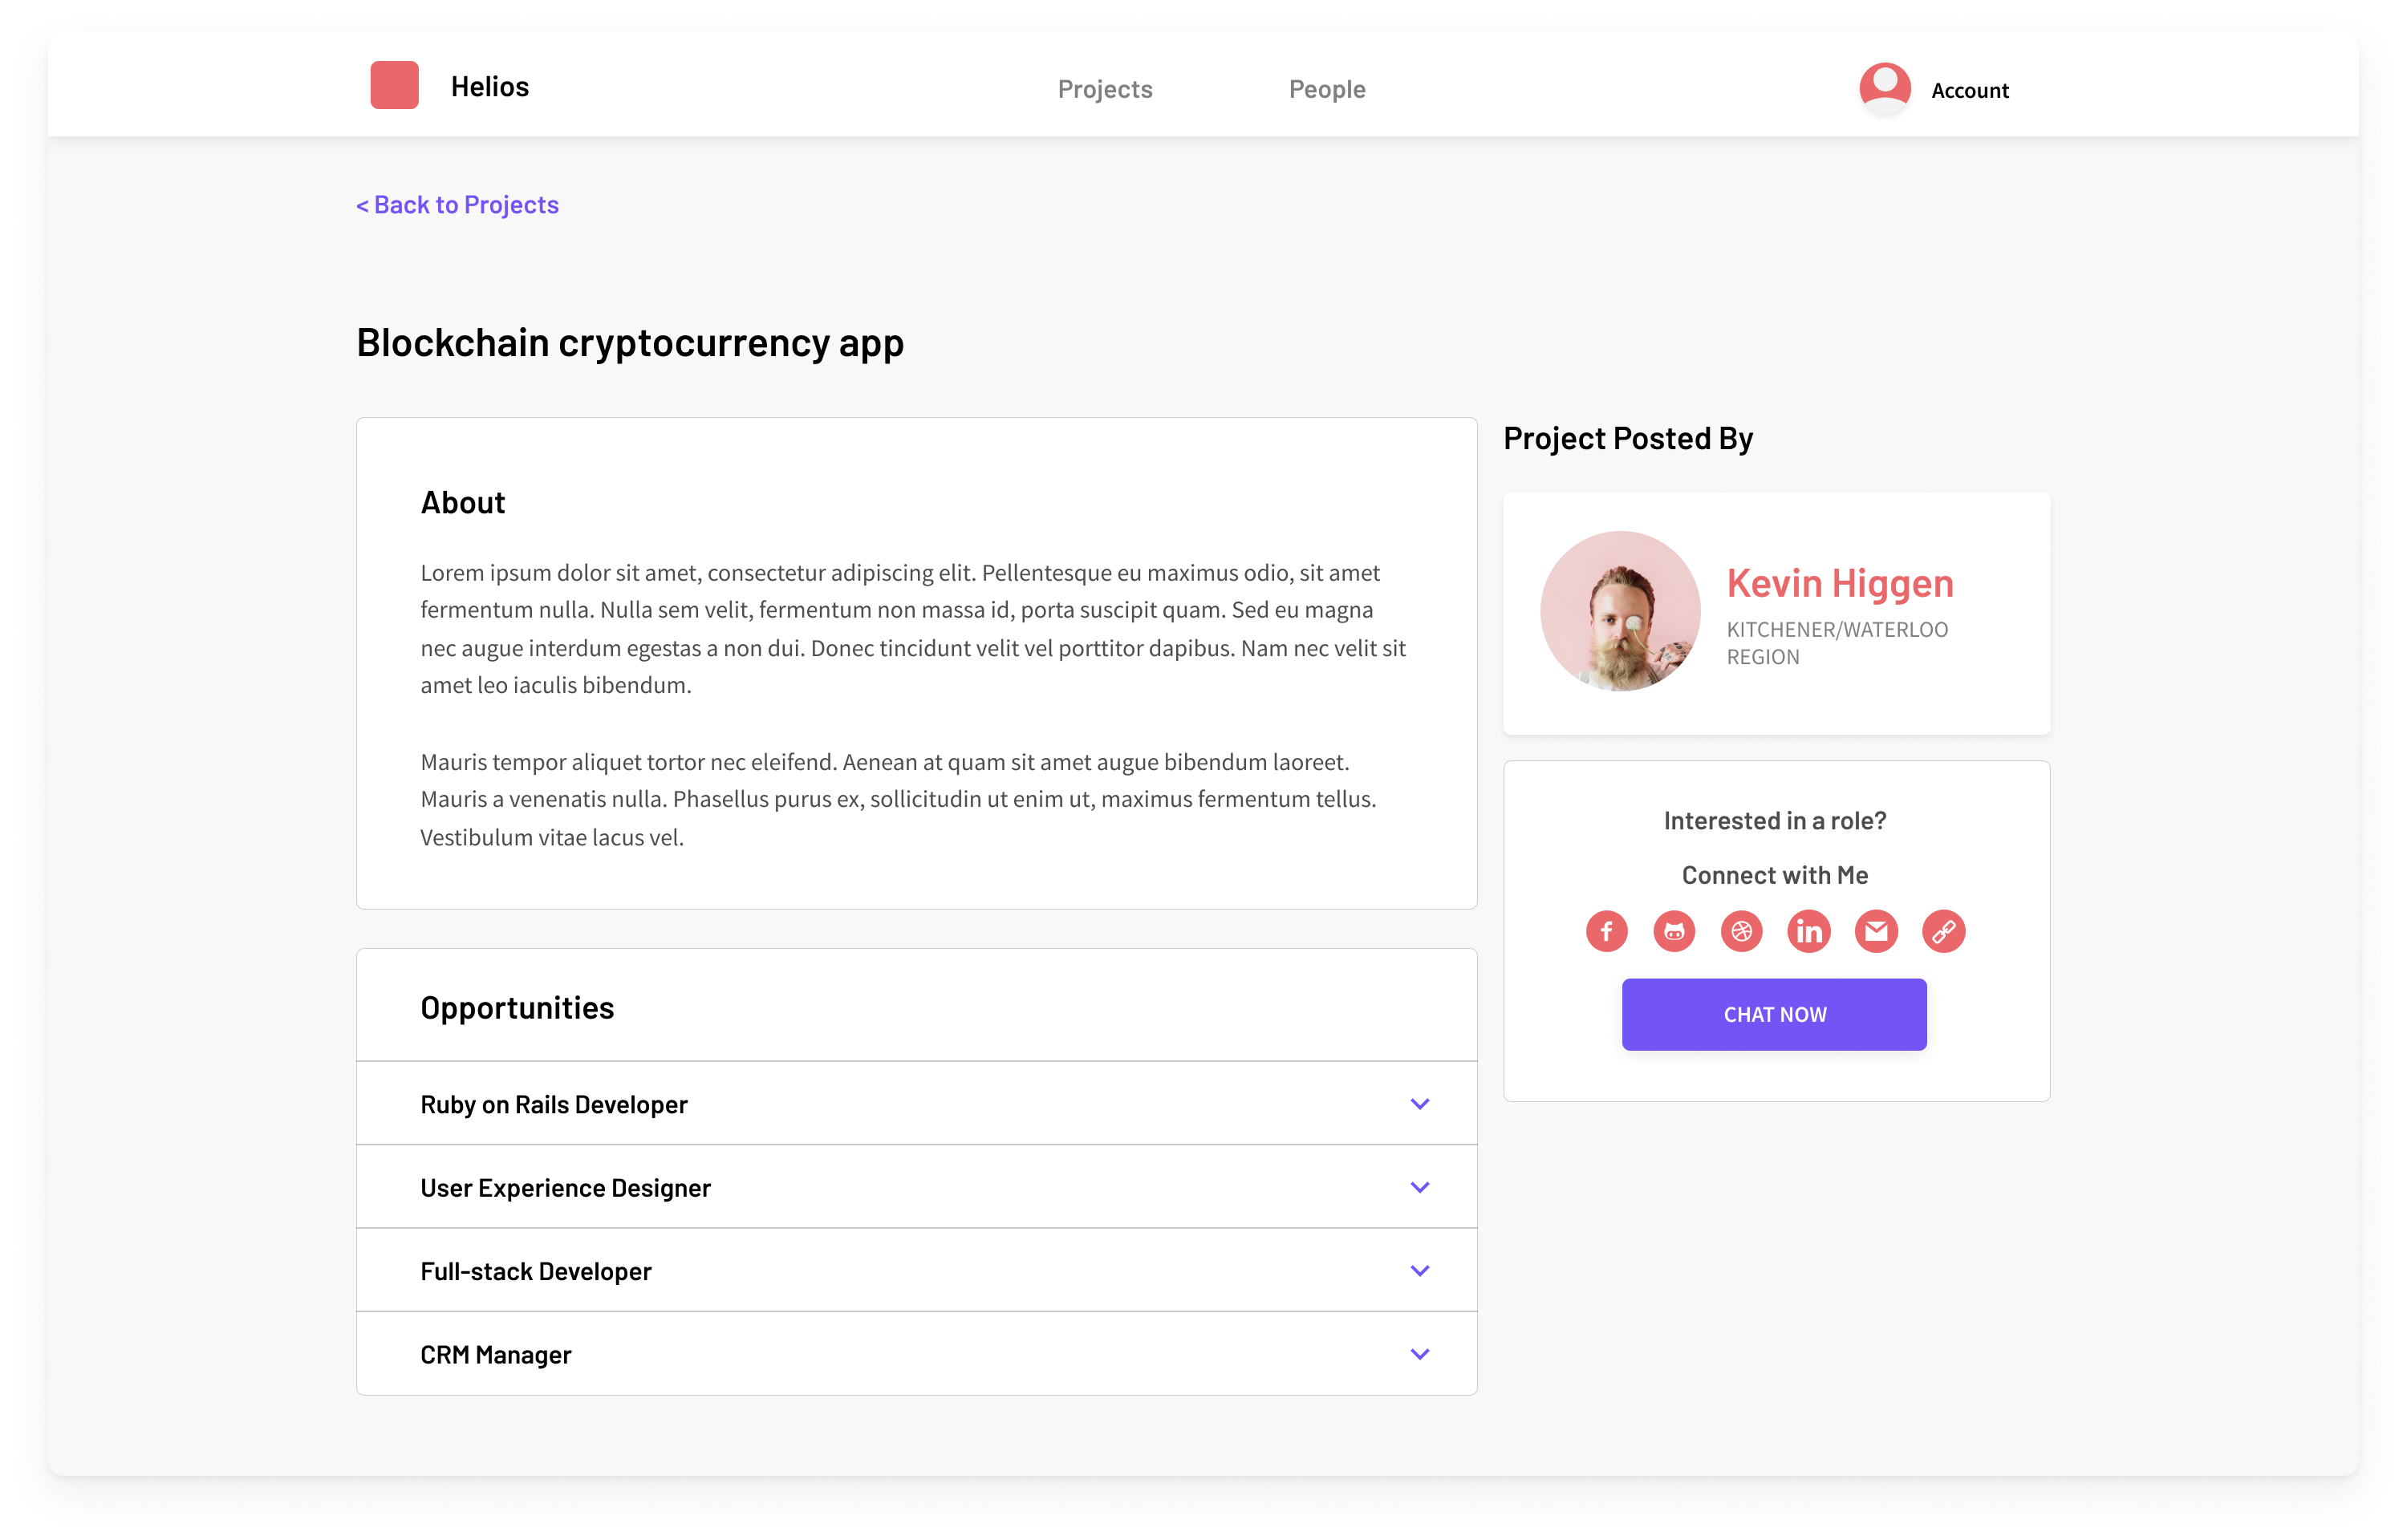 Helios
Projects
People
Account
< Back to Projects
Blockchain cryptocurrency app
About
Lorem ipsum dolor sit amet, consectetur adipiscing elit. Pellentesque eu maximus odio, sit amet
fermentum nulla. Nulla sem velit, fermentum non massa id, porta suscipit quam. Sed eu magna
nec augue interdum egestas a non dui. Donec tincidunt velit vel porttitor dapibus. Nam nec velit sit
amet leo iaculis bibendum.
Mauris tempor aliquet tortor nec eleifend. Aenean at quam sit amet augue bibendum laoreet.
Mauris a venenatis nulla. Phasellus purus ex, sollicitudin ut enim ut, maximus fermentum tellus.
Vestibulum vitae lacus vel.
Opportunities
Ruby on Rails Developer
User Experience Designer
Full-stack Developer
CRM Manager
Project Posted By
Kevin Higgen
KITCHENER/WATERLOO
REGION
Interested in a role?
Connect with Me
CHAT NOW